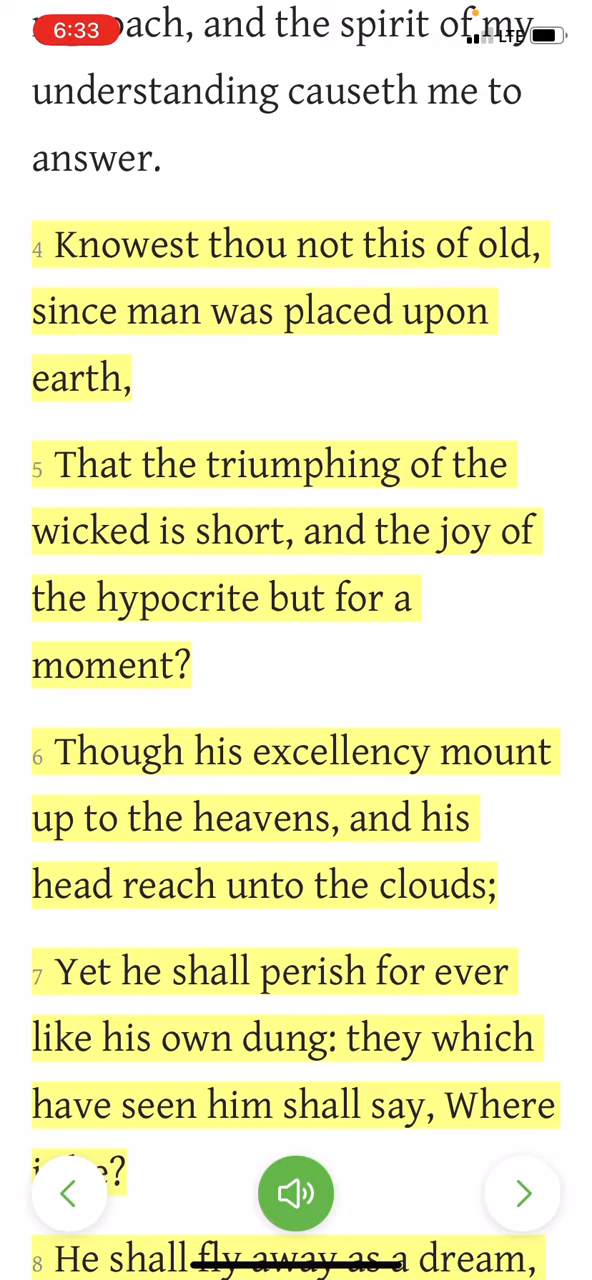 6:33
LTE
and the spirit of my
understanding causeth me to
answer.
4 Knowest thou not this of old,
since man was placed upon
earth,
5 That the triumphing of the
wicked is short, and the joy of
the hypocrite but for a
moment?
6 Though his excellency mount
up to the heavens, and his
head reach unto the clouds;
7 Yet he shall perish for ever
like his own dung: they which
have seen him shall say, Where
8 He shall fly away as a dream,